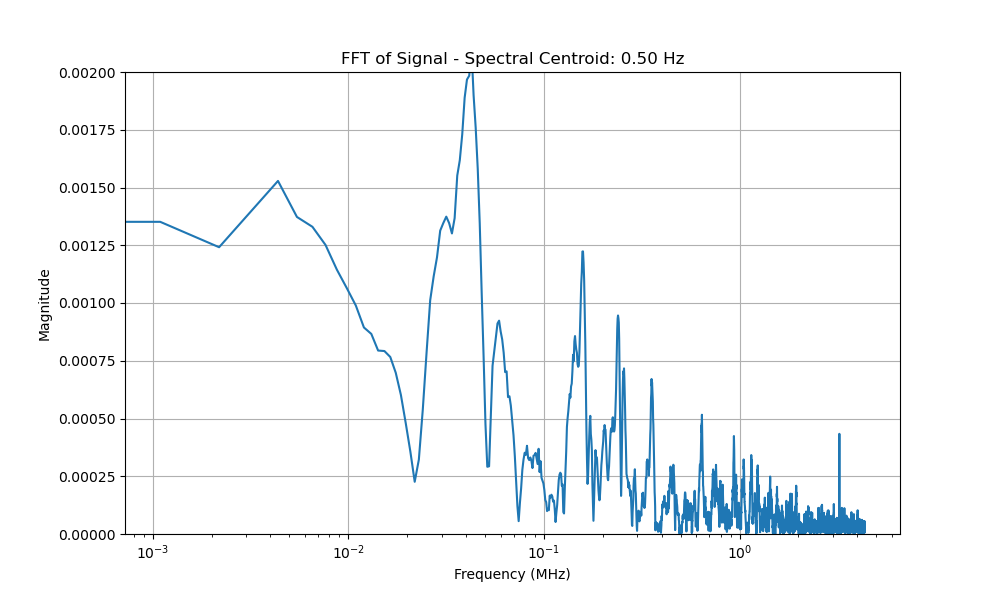 FFT of Signal - Spectral Centroid: 0.50 Hz
0.00200
0.00175
0.00150
0.00125
0.00100
0.00075
0.00050
0.00025
0.00000
Magnitude
10⁻³ 10⁻² 10⁻¹ 10⁰
Frequency (MHz)